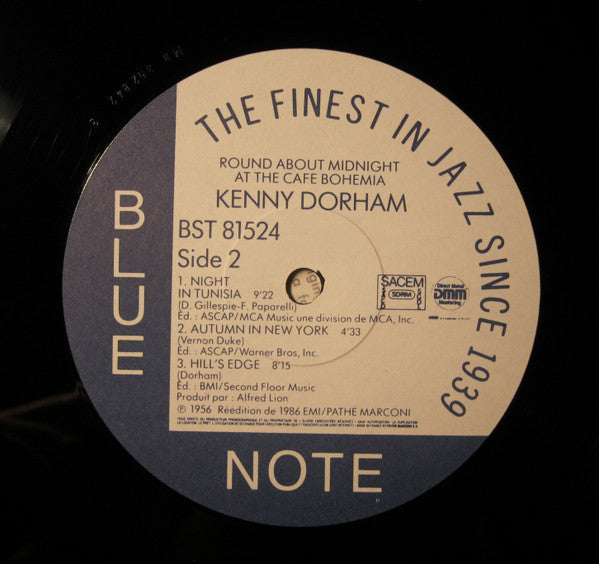 THE FINEST IN JAZZ SINCE 1939
ROUND ABOUT MIDNIGHT
AT THE CAFE BOHEMIA
KENNY DORHAM
BST 81524
Side 2
1. NIGHT
IN TUNISIA 9'22
(D. Gillespie-F. Paparelli)
Éd. : ASCAP/MCA Music une division de MCA, Inc.
2. AUTUMN IN NEW YORK 4'33
(Vernon Duke)
Éd. : ASCAP/Warner Bros, Inc.
3. HILL'S EDGE 8'15
(Dorham)
Éd. : BMI/Second Floor Music
Produit par : Alfred Lion
Ⓟ 1956 Réédition de 1986 EMI/PATHÉ MARCONI
SACEM
SDRM
Direct Metal
DMM
Mastering
BLUE
NOTE